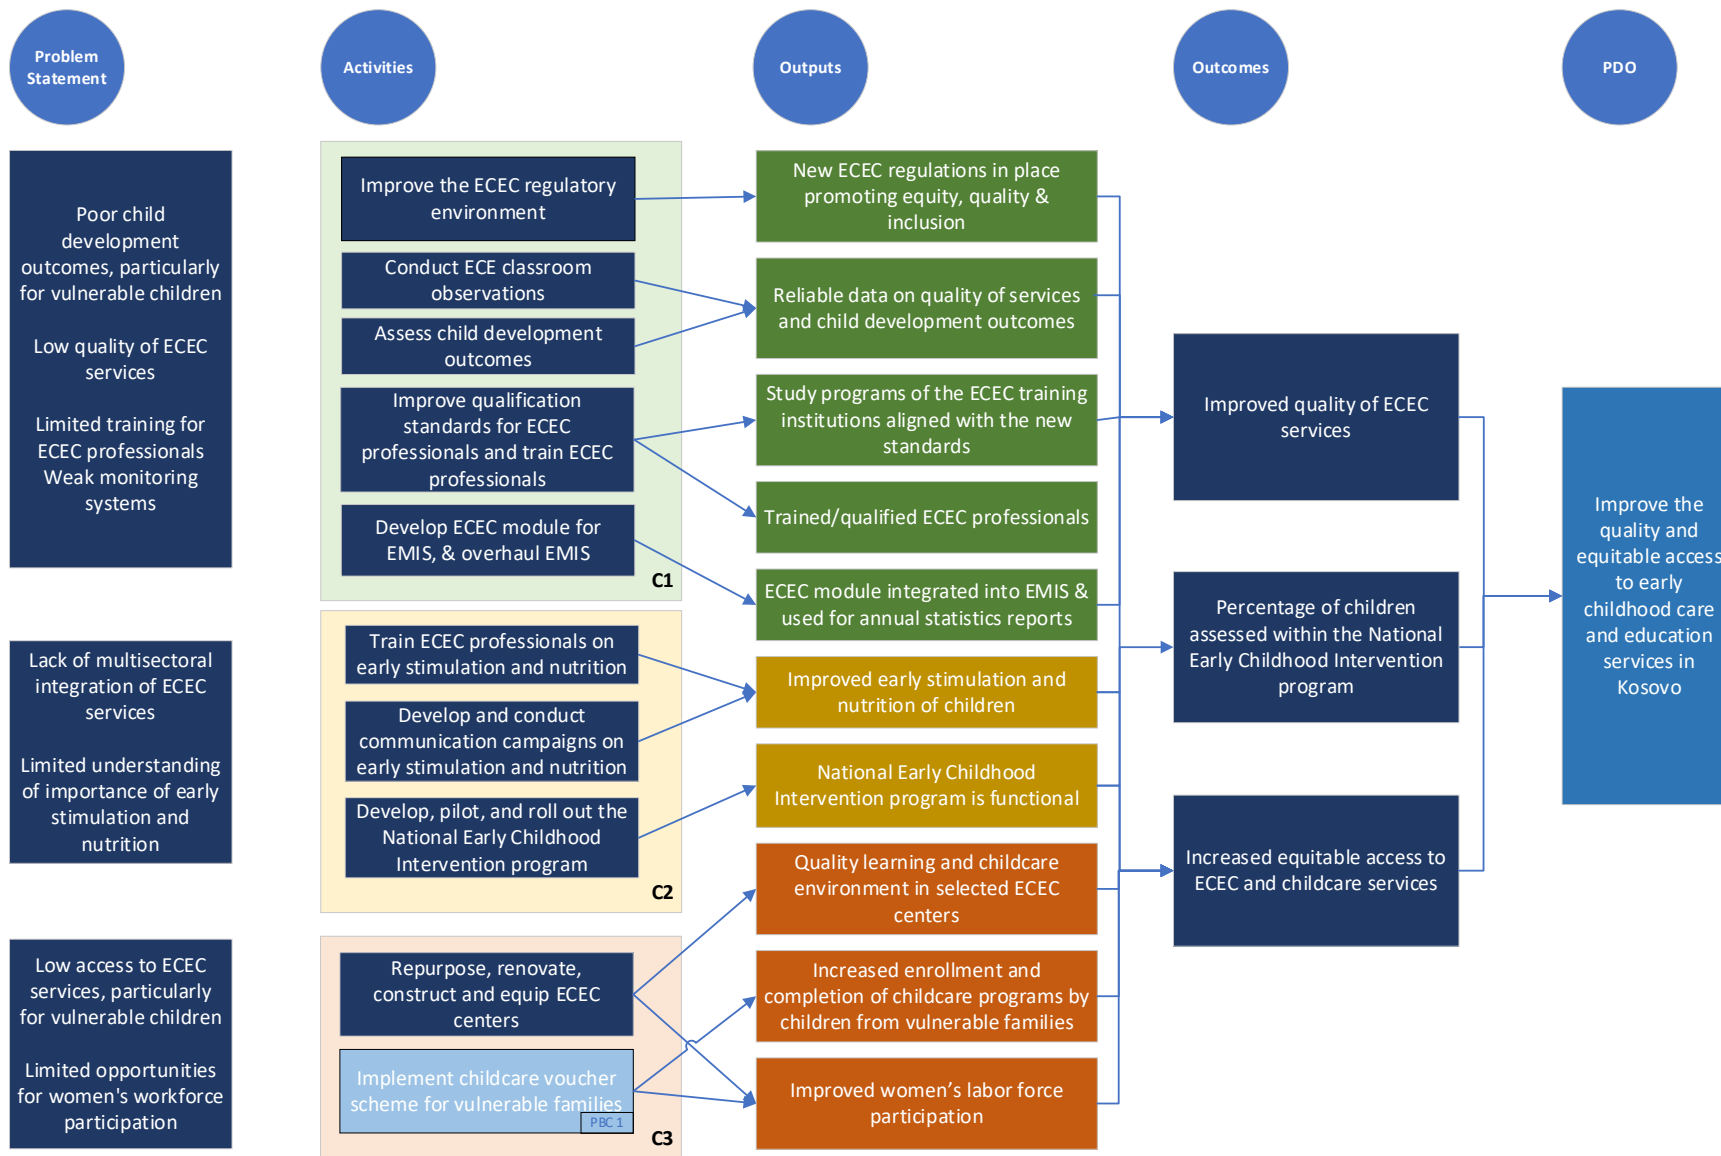 Problem
Statement
Activities
Outputs
Outcomes
PDO
Poor child
development
outcomes, particularly
for vulnerable children
Low quality of ECEC
services
Limited training for
ECEC professionals
Weak monitoring
systems
Lack of multisectoral
integration of ECEC
services
Limited understanding
of importance of early
stimulation and
nutrition
Low access to ECEC
services, particularly
for vulnerable children
Limited opportunities
for women's workforce
participation
Improve the ECEC regulatory
environment
Conduct ECE classroom
observations
Assess child development
outcomes
Improve qualification
standards for ECEC
professionals and train ECEC
professionals
Develop ECEC module for
EMIS, & overhaul EMIS
C1
Train ECEC professionals on
early stimulation and nutrition
Develop and conduct
communication campaigns on
early stimulation and nutrition
Develop, pilot, and roll out the
National Early Childhood
Intervention program
C2
Repurpose, renovate,
construct and equip ECEC
centers
Implement childcare voucher
scheme for vulnerable families
PBC 1
C3
New ECEC regulations in place
promoting equity, quality &
inclusion
Reliable data on quality of services
and child development outcomes
Study programs of the ECEC training
institutions aligned with the new
standards
Trained/qualified ECEC professionals
ECEC module integrated into EMIS &
used for annual statistics reports
Improved early stimulation and
nutrition of children
National Early Childhood
Intervention program is functional
Quality learning and childcare
environment in selected ECEC
centers
Increased enrollment and
completion of childcare programs by
children from vulnerable families
Improved women’s labor force
participation
Improved quality of ECEC
services
Percentage of children
assessed within the National
Early Childhood Intervention
program
Increased equitable access to
ECEC and childcare services
Improve the
quality and
equitable access
to early
childhood care
and education
services in
Kosovo